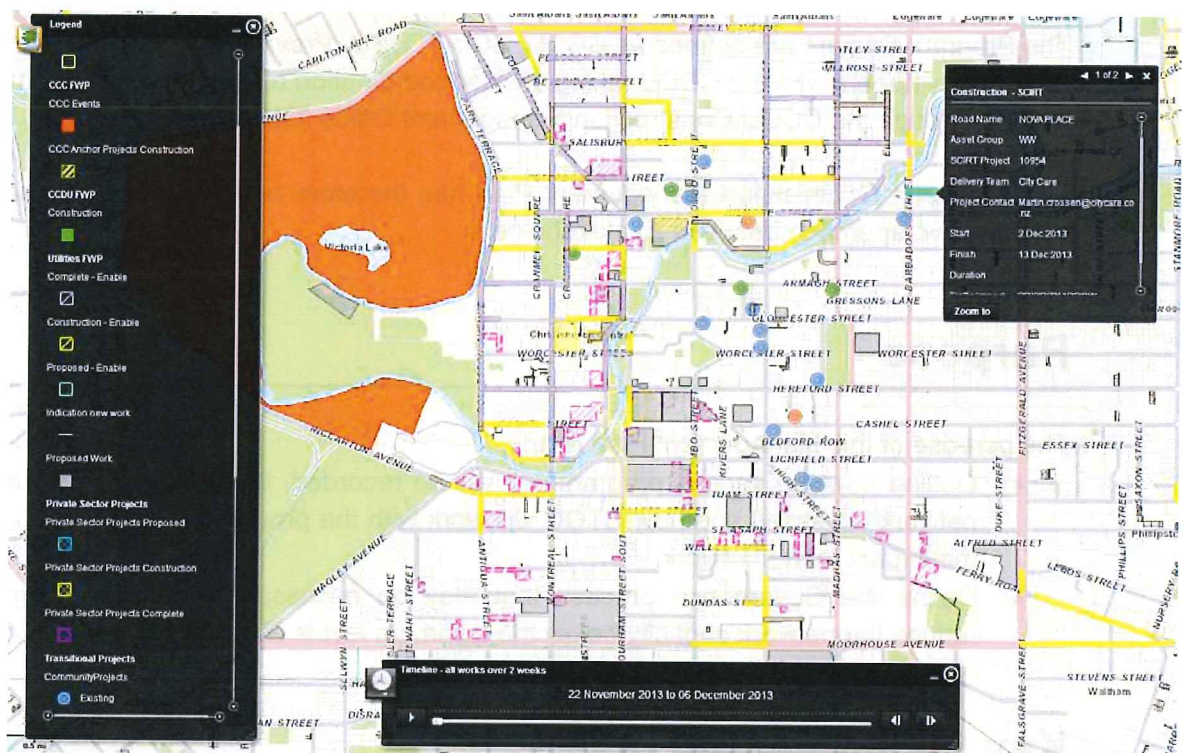 Legend
CCC FWP
CCC Events
CCC Anchor Projects Construction
CCDU FWP
Construction
Utilities FWP
Complete - Enable
Construction - Enable
Proposed - Enable
Indication new work
Proposed Work
Private Sector Projects
Private Sector Projects Proposed
Private Sector Projects Construction
Private Sector Projects Complete
Transitional Projects
CommunityProjects
Existing
0.5 mi
1 of 2
Construction - SCIRT
Road Name NOVAPLACE
Asset Group WW
SCIRT Project 10954
Delivery Team City Care
Project Contact Martin.crossen@citycare.co
nz
Start 2 Dec 2013
Finish 13 Dec 2013
Duration
Zoom to
Timeline - all works over 2 weeks
22 November 2013 to 06 December 2013
CARLTON MILL ROAD
PARK TERRACE
Victoria Lake
RICCARTON AVENUE
HAGLEY AVENUE
SELWYN STREET
STEWART STREET
ANTIGUA STREET
MONTREAL STREET
CRANMER SQUARE
SALISBURY
STREET
MELROSE STREET
BARBADOES STREET
STANMORE ROAD
ARMAGH STREET
GRESSONS LANE
GLOUCESTER STREET
WORCESTER STREET
WORCESTER STREET
WORCESTER STREET
HEREFORD STREET
CASHEL STREET
BEDFORD ROW
LICHFIELD STREET
HIGH STREET
RIVERS LANE
TUAM STREET
ST ASAPH STREET
DUNDAS STREET
MADRAS STREET
MOORHOUSE AVENUE
FITZGERALD AVENUE
ESSEX STREET
SAXON STREET
DUKE STREET
ALFRED STREET
PHILLIPS STREET
LEEDS STREET
FERRY ROAD
NURSERY
STEVENS STREET
Waltham
FALSGRAVE STREET
Edgeware
Edgeware